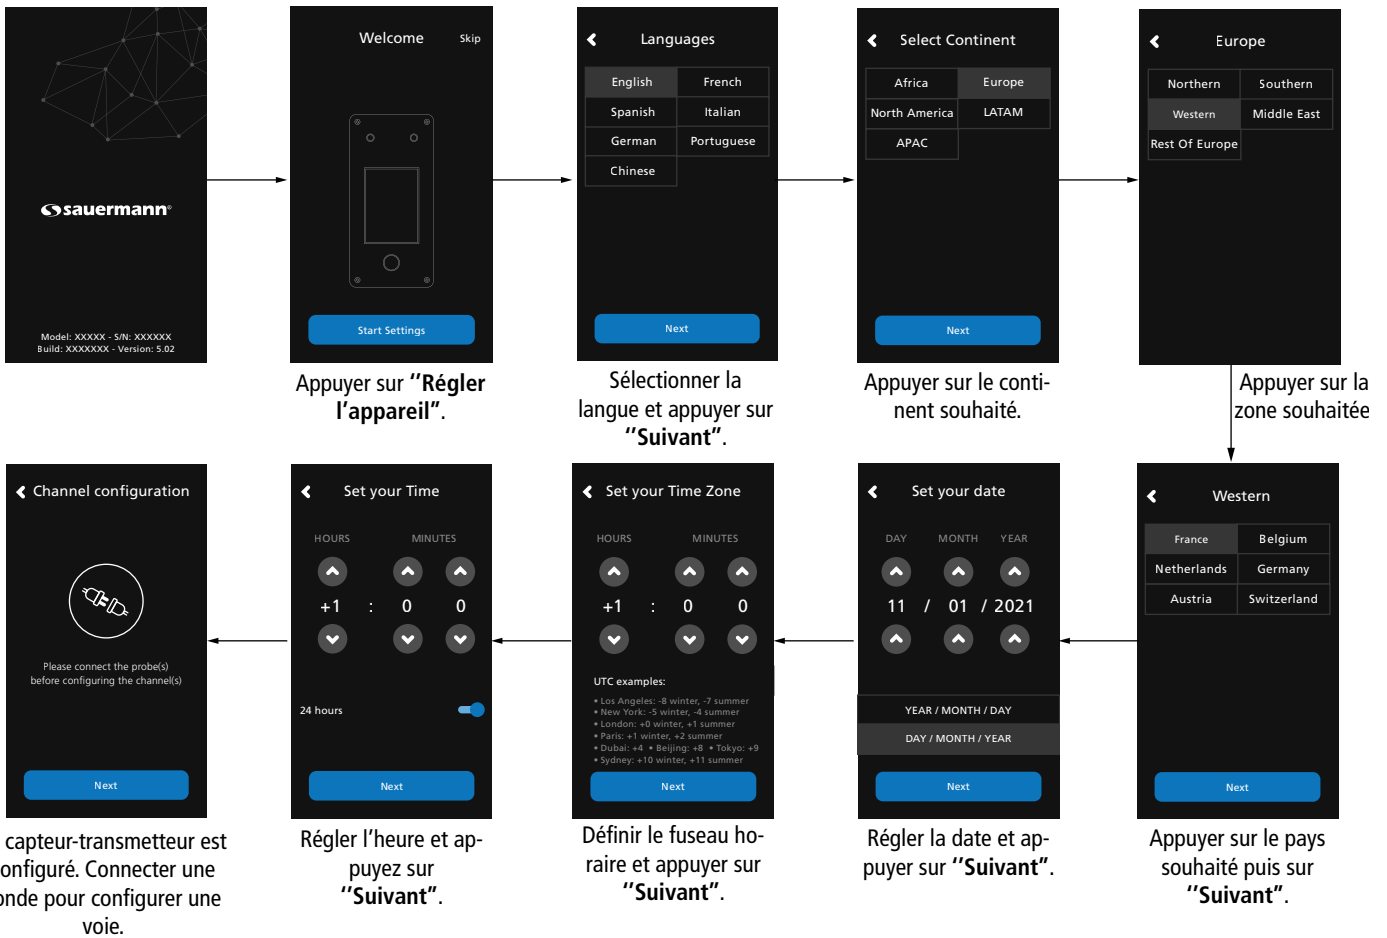 sauermann®
Model: XXXXX - S/N: XXXXXX
Build: XXXXXXX - Version: 5.02
Welcome
Skip
Start Settings
Appuyer sur ‘‘Régler
l’appareil’’.
Languages
English French
Spanish Italian
German Portuguese
Chinese
Next
Sélectionner la
langue et appuyer sur
‘‘Suivant’’.
Select Continent
Africa Europe
North America LATAM
APAC
Next
Appuyer sur le conti-
nent souhaité.
Europe
Northern Southern
Western Middle East
Rest Of Europe
Appuyer sur la
zone souhaitée
Western
France Belgium
Netherlands Germany
Austria Switzerland
Next
Appuyer sur le pays
souhaité puis sur
‘‘Suivant’’.
Set your date
DAY MONTH YEAR
11 / 01 / 2021
YEAR / MONTH / DAY
DAY / MONTH / YEAR
Next
Régler la date et ap-
puyer sur ‘‘Suivant’’.
Set your Time Zone
HOURS MINUTES
+1 : 0 0
UTC examples:
• Los Angeles: -8 winter, -7 summer
• New York: -5 winter, -4 summer
• London: +0 winter, +1 summer
• Paris: +1 winter, +2 summer
• Dubai: +4 • Beijing: +8 • Tokyo: +9
• Sydney: +10 winter, +11 summer
Next
Définir le fuseau ho-
raire et appuyer sur
‘‘Suivant’’.
Set your Time
HOURS MINUTES
+1 : 0 0
24 hours
Next
Régler l’heure et ap-
puyez sur
‘‘Suivant’’.
Channel configuration
Please connect the probe(s)
before configuring the channel(s)
Next
capteur-transmetteur est
onfiguré. Connecter une
onde pour configurer une
voie.